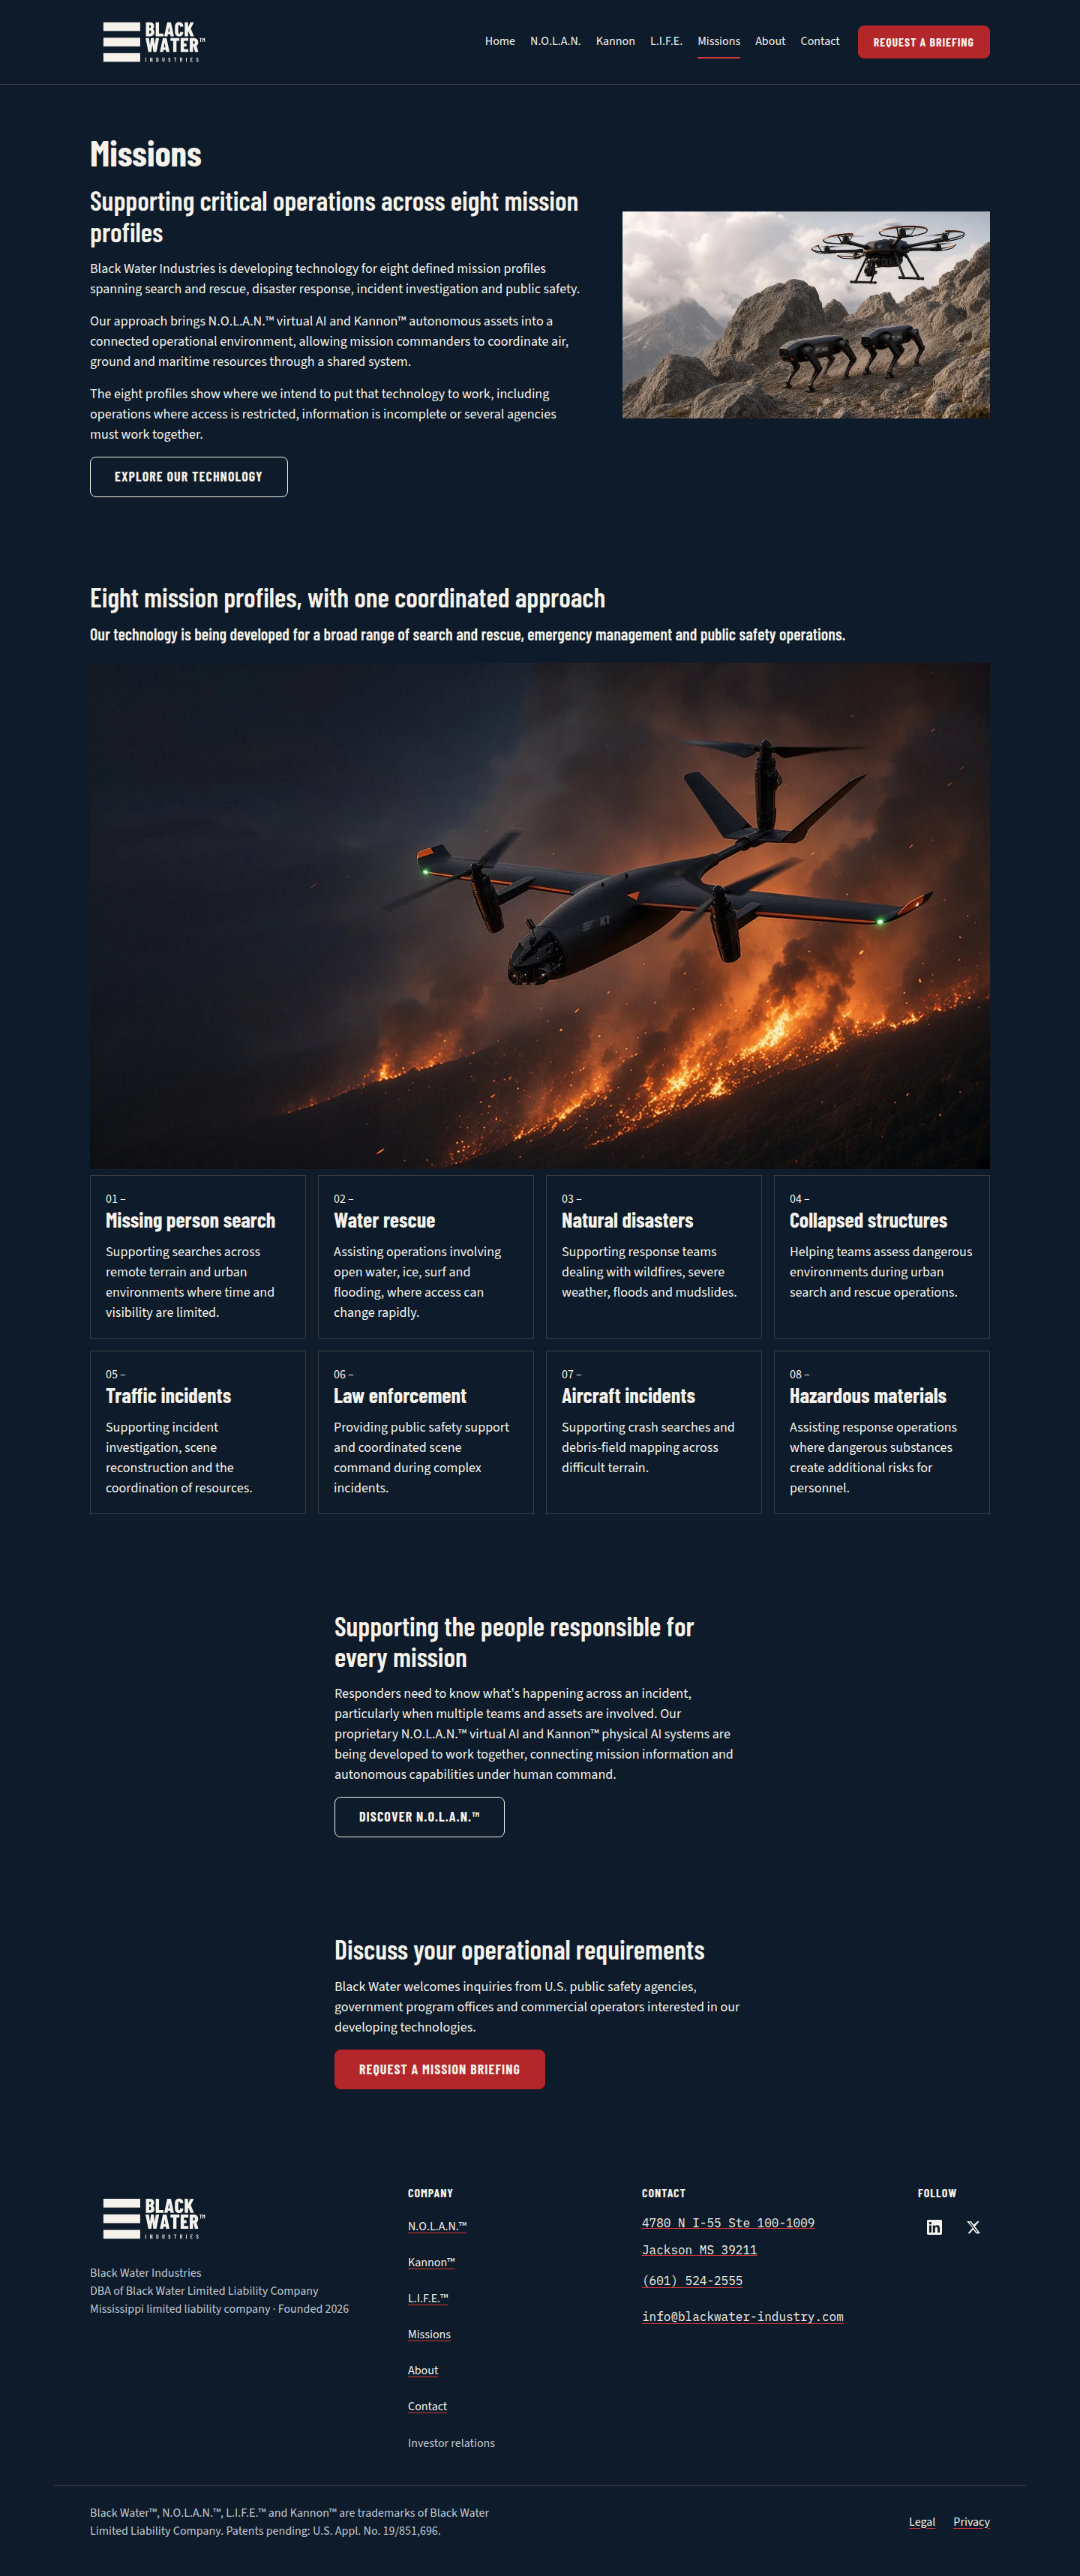 BLACK
WATER™
INDUSTRIES
Home N.O.L.A.N. Kannon L.I.F.E. Missions About Contact REQUEST A BRIEFING
Missions
Supporting critical operations across eight mission
profiles
Black Water Industries is developing technology for eight defined mission profiles
spanning search and rescue, disaster response, incident investigation and public safety.
Our approach brings N.O.L.A.N.™ virtual AI and Kannon™ autonomous assets into a
connected operational environment, allowing mission commanders to coordinate air,
ground and maritime resources through a shared system.
The eight profiles show where we intend to put that technology to work, including
operations where access is restricted, information is incomplete or several agencies
must work together.
EXPLORE OUR TECHNOLOGY
Eight mission profiles, with one coordinated approach
Our technology is being developed for a broad range of search and rescue, emergency management and public safety operations.
K1
01 –
Missing person search
Supporting searches across
remote terrain and urban
environments where time and
visibility are limited.
02 –
Water rescue
Assisting operations involving
open water, ice, surf and
flooding, where access can
change rapidly.
03 –
Natural disasters
Supporting response teams
dealing with wildfires, severe
weather, floods and mudslides.
04 –
Collapsed structures
Helping teams assess dangerous
environments during urban
search and rescue operations.
05 –
Traffic incidents
Supporting incident
investigation, scene
reconstruction and the
coordination of resources.
06 –
Law enforcement
Providing public safety support
and coordinated scene
command during complex
incidents.
07 –
Aircraft incidents
Supporting crash searches and
debris-field mapping across
difficult terrain.
08 –
Hazardous materials
Assisting response operations
where dangerous substances
create additional risks for
personnel.
Supporting the people responsible for
every mission
Responders need to know what's happening across an incident,
particularly when multiple teams and assets are involved. Our
proprietary N.O.L.A.N.™ virtual AI and Kannon™ physical AI systems are
being developed to work together, connecting mission information and
autonomous capabilities under human command.
DISCOVER N.O.L.A.N.™
Discuss your operational requirements
Black Water welcomes inquiries from U.S. public safety agencies,
government program offices and commercial operators interested in our
developing technologies.
REQUEST A MISSION BRIEFING
BLACK
WATER™
INDUSTRIES
Black Water Industries
DBA of Black Water Limited Liability Company
Mississippi limited liability company · Founded 2026
COMPANY
N.O.L.A.N.™
Kannon™
L.I.F.E.™
Missions
About
Contact
Investor relations
CONTACT
4780 N I-55 Ste 100-1009
Jackson MS 39211
(601) 524-2555
info@blackwater-industry.com
FOLLOW
Black Water™, N.O.L.A.N.™, L.I.F.E.™ and Kannon™ are trademarks of Black Water
Limited Liability Company. Patents pending: U.S. Appl. No. 19/851,696.
Legal Privacy